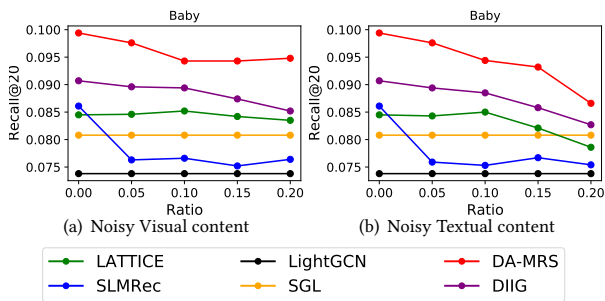 Baby
Recall@20
0.100
0.095
0.090
0.085
0.080
0.075
0.00 0.05 0.10 0.15 0.20
Ratio
(a) Noisy Visual content
Baby
Recall@20
0.100
0.095
0.090
0.085
0.080
0.075
0.00 0.05 0.10 0.15 0.20
Ratio
(b) Noisy Textual content
LATTICE LightGCN DA-MRS
SLMRec SGL DIIG